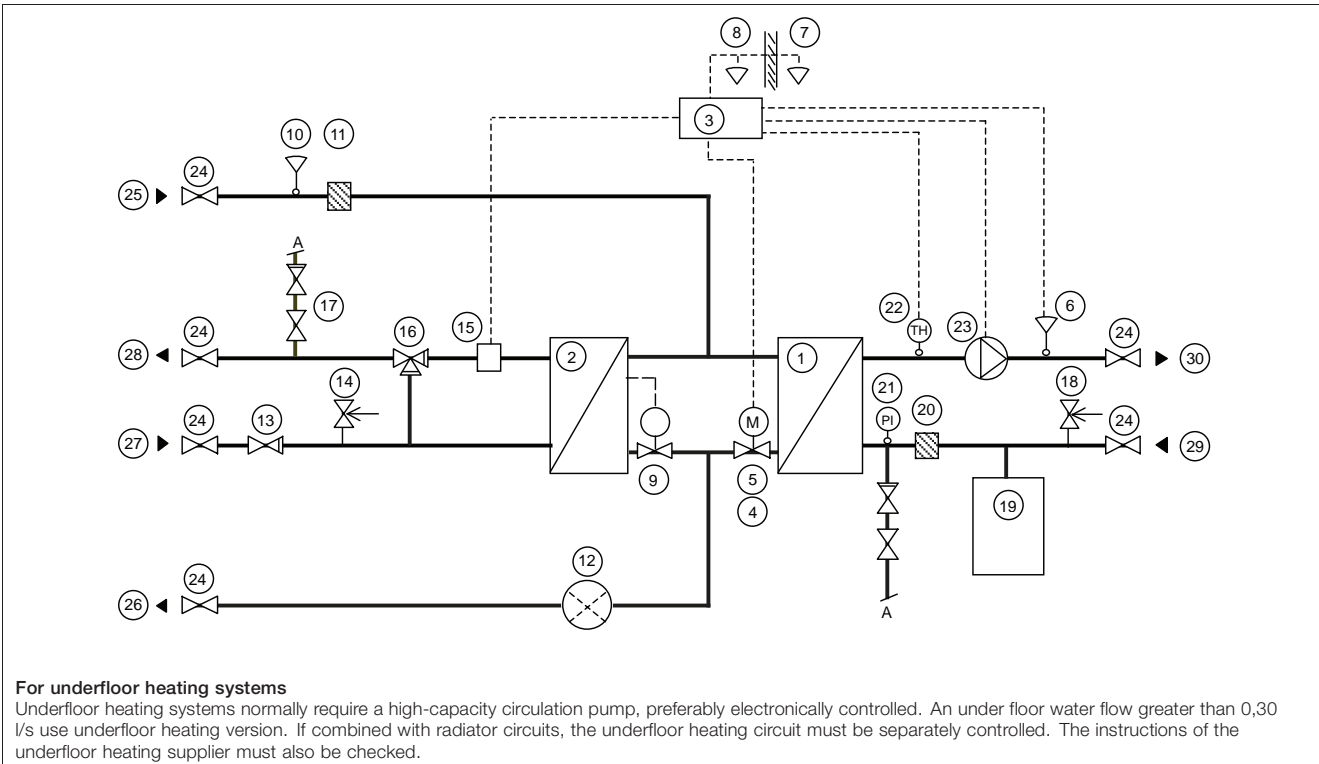 8 7
3
10 11
24
25
A
17
22 23 6
24 16 15 24
28 2 1 TH 30
14 21 18
24 13 M PI 20 24
27 29
9 5
4
19
12
24
26
A
For underfloor heating systems
Underfloor heating systems normally require a high-capacity circulation pump, preferably electronically controlled. An under floor water flow greater than 0,30
l/s use underfloor heating version. If combined with radiator circuits, the underfloor heating circuit must be separately controlled. The instructions of the
underfloor heating supplier must also be checked.